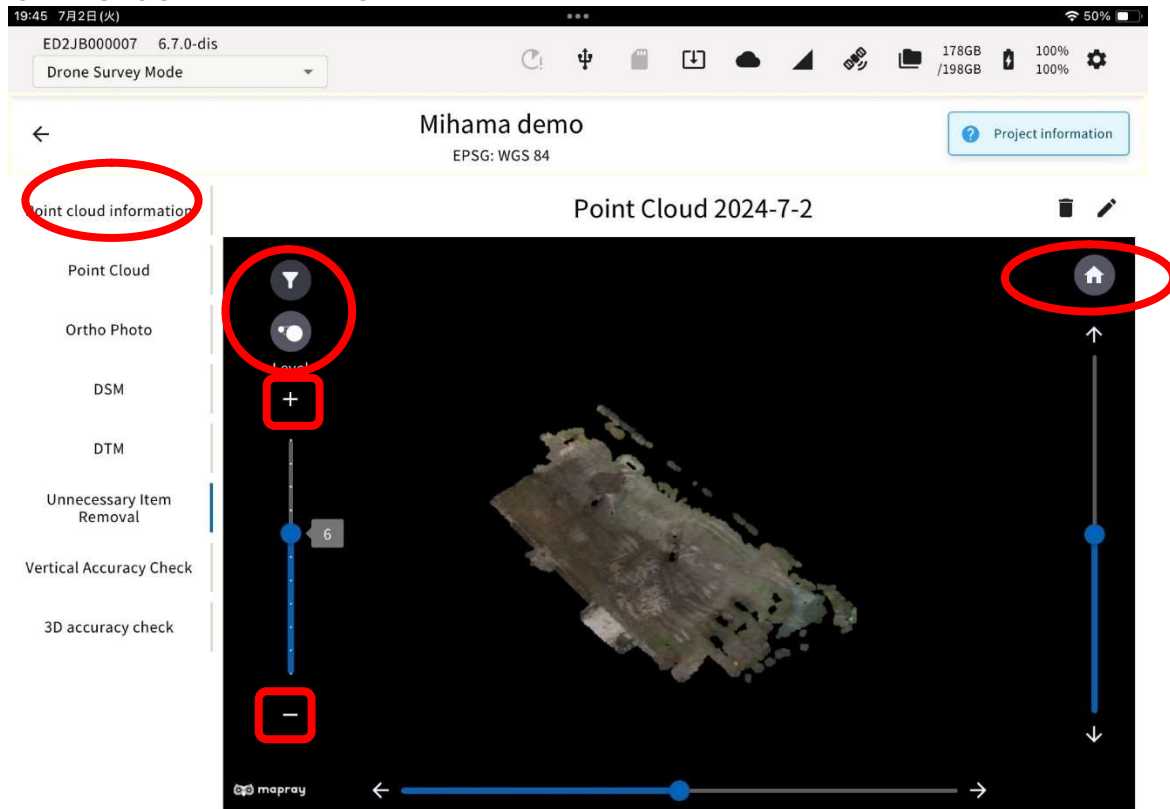 19:45 7月2日(火)
50%
ED2JB000007 6.7.0-dis
Drone Survey Mode
178GB
/198GB
100%
100%
Mihama demo
EPSG: WGS 84
Project information
Point cloud information
Point Cloud 2024-7-2
Point Cloud
Ortho Photo
DSM
DTM
Unnecessary Item
Removal
Vertical Accuracy Check
3D accuracy check
Level
+
6
−
mapray